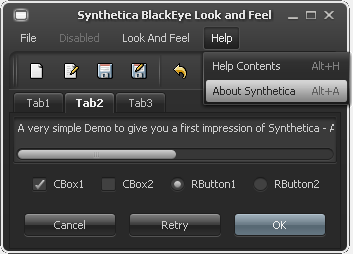 Synthetica BlackEye Look and Feel
File Disabled Look And Feel Help
Help Contents Alt+H
About Synthetica Alt+A
Tab1 Tab2 Tab3
A very simple Demo to give you a first impression of Synthetica - A
CBox1 CBox2 RButton1 RButton2
Cancel Retry OK